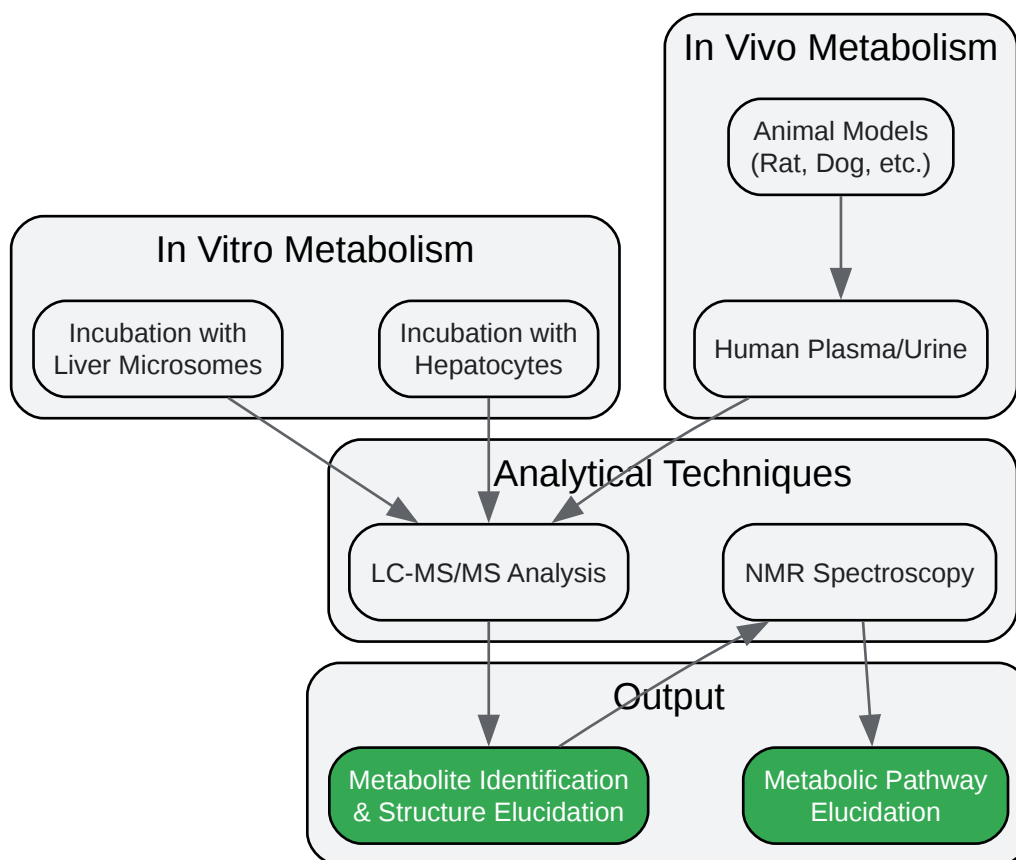 In Vivo Metabolism
Animal Models
(Rat, Dog, etc.)
In Vitro Metabolism
Incubation with
Liver Microsomes
Incubation with
Hepatocytes
Human Plasma/Urine
Analytical Techniques
LC-MS/MS Analysis
NMR Spectroscopy
Output
Metabolite Identification
& Structure Elucidation
Metabolic Pathway
Elucidation